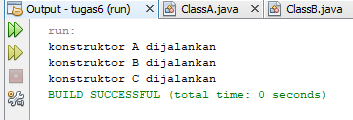 Output - tugas6 (run) ClassA.java ClassB.java
run:
konstruktor A dijalankan
konstruktor B dijalankan
konstruktor C dijalankan
BUILD SUCCESSFUL (total time: 0 seconds)